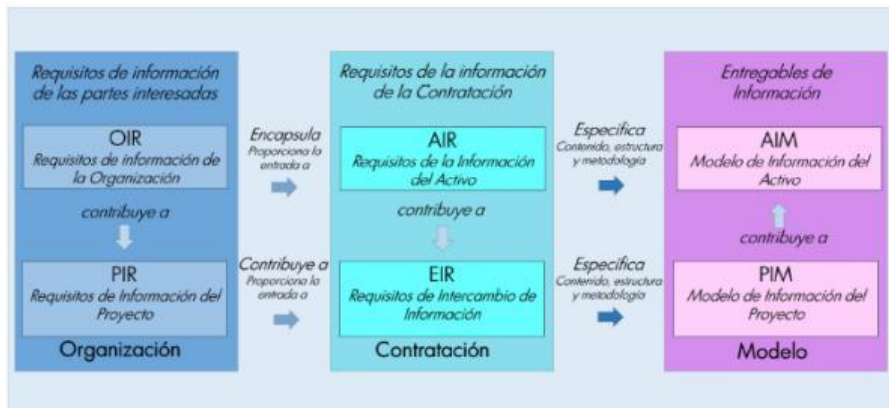 Requisitos de información
de las partes interesadas
OIR
Requisitos de información de
la Organización
contribuye a
PIR
Requisitos de Información del
Proyecto
Organización
Encapsula
Proporciona la
entrada a
Contribuye a
Proporciona la
entrada a
Requisitos de la información
de la Contratación
AIR
Requisitos de la Información
del Activo
contribuye a
EIR
Requisitos de Intercambio de
Información
Contratación
Especifica
Contenido, estructura
y metodología
Especifica
Contenido, estructura
y metodología
Entregables de
Información
AIM
Modelo de Información del
Activo
contribuye a
PIM
Modelo de Información del
Proyecto
Modelo